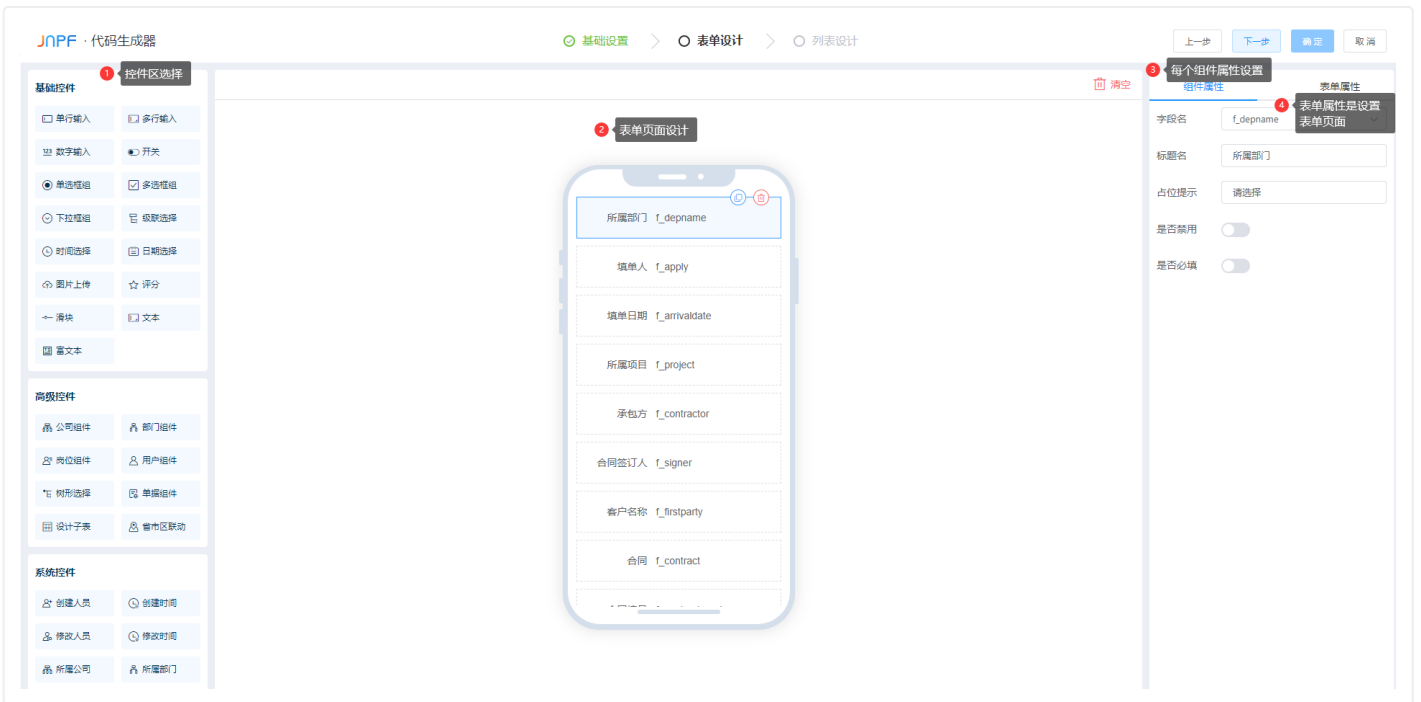 JNPF · 代码生成器
基础设置
表单设计
列表设计
上一步
下一步
确定
取消
1 控件区选择
基础控件
单行输入
多行输入
数字输入
开关
单选框组
多选框组
下拉框组
级联选择
时间选择
日期选择
图片上传
评分
滑块
文本
富文本
高级控件
公司组件
部门组件
岗位组件
用户组件
树形选择
单据组件
设计子表
省市区联动
系统控件
创建人员
创建时间
修改人员
修改时间
所属公司
所属部门
清空
2 表单页面设计
所属部门 f_depname
填单人 f_apply
填单日期 f_arrivaldate
所属项目 f_project
承包方 f_contractor
合同签订人 f_signer
客户名称 f_firstparty
合同 f_contract
3 每个组件属性设置
组件属性
表单属性
4 表单属性是设置
表单页面
字段名 f_depname
标题名 所属部门
占位提示 请选择
是否禁用
是否必填